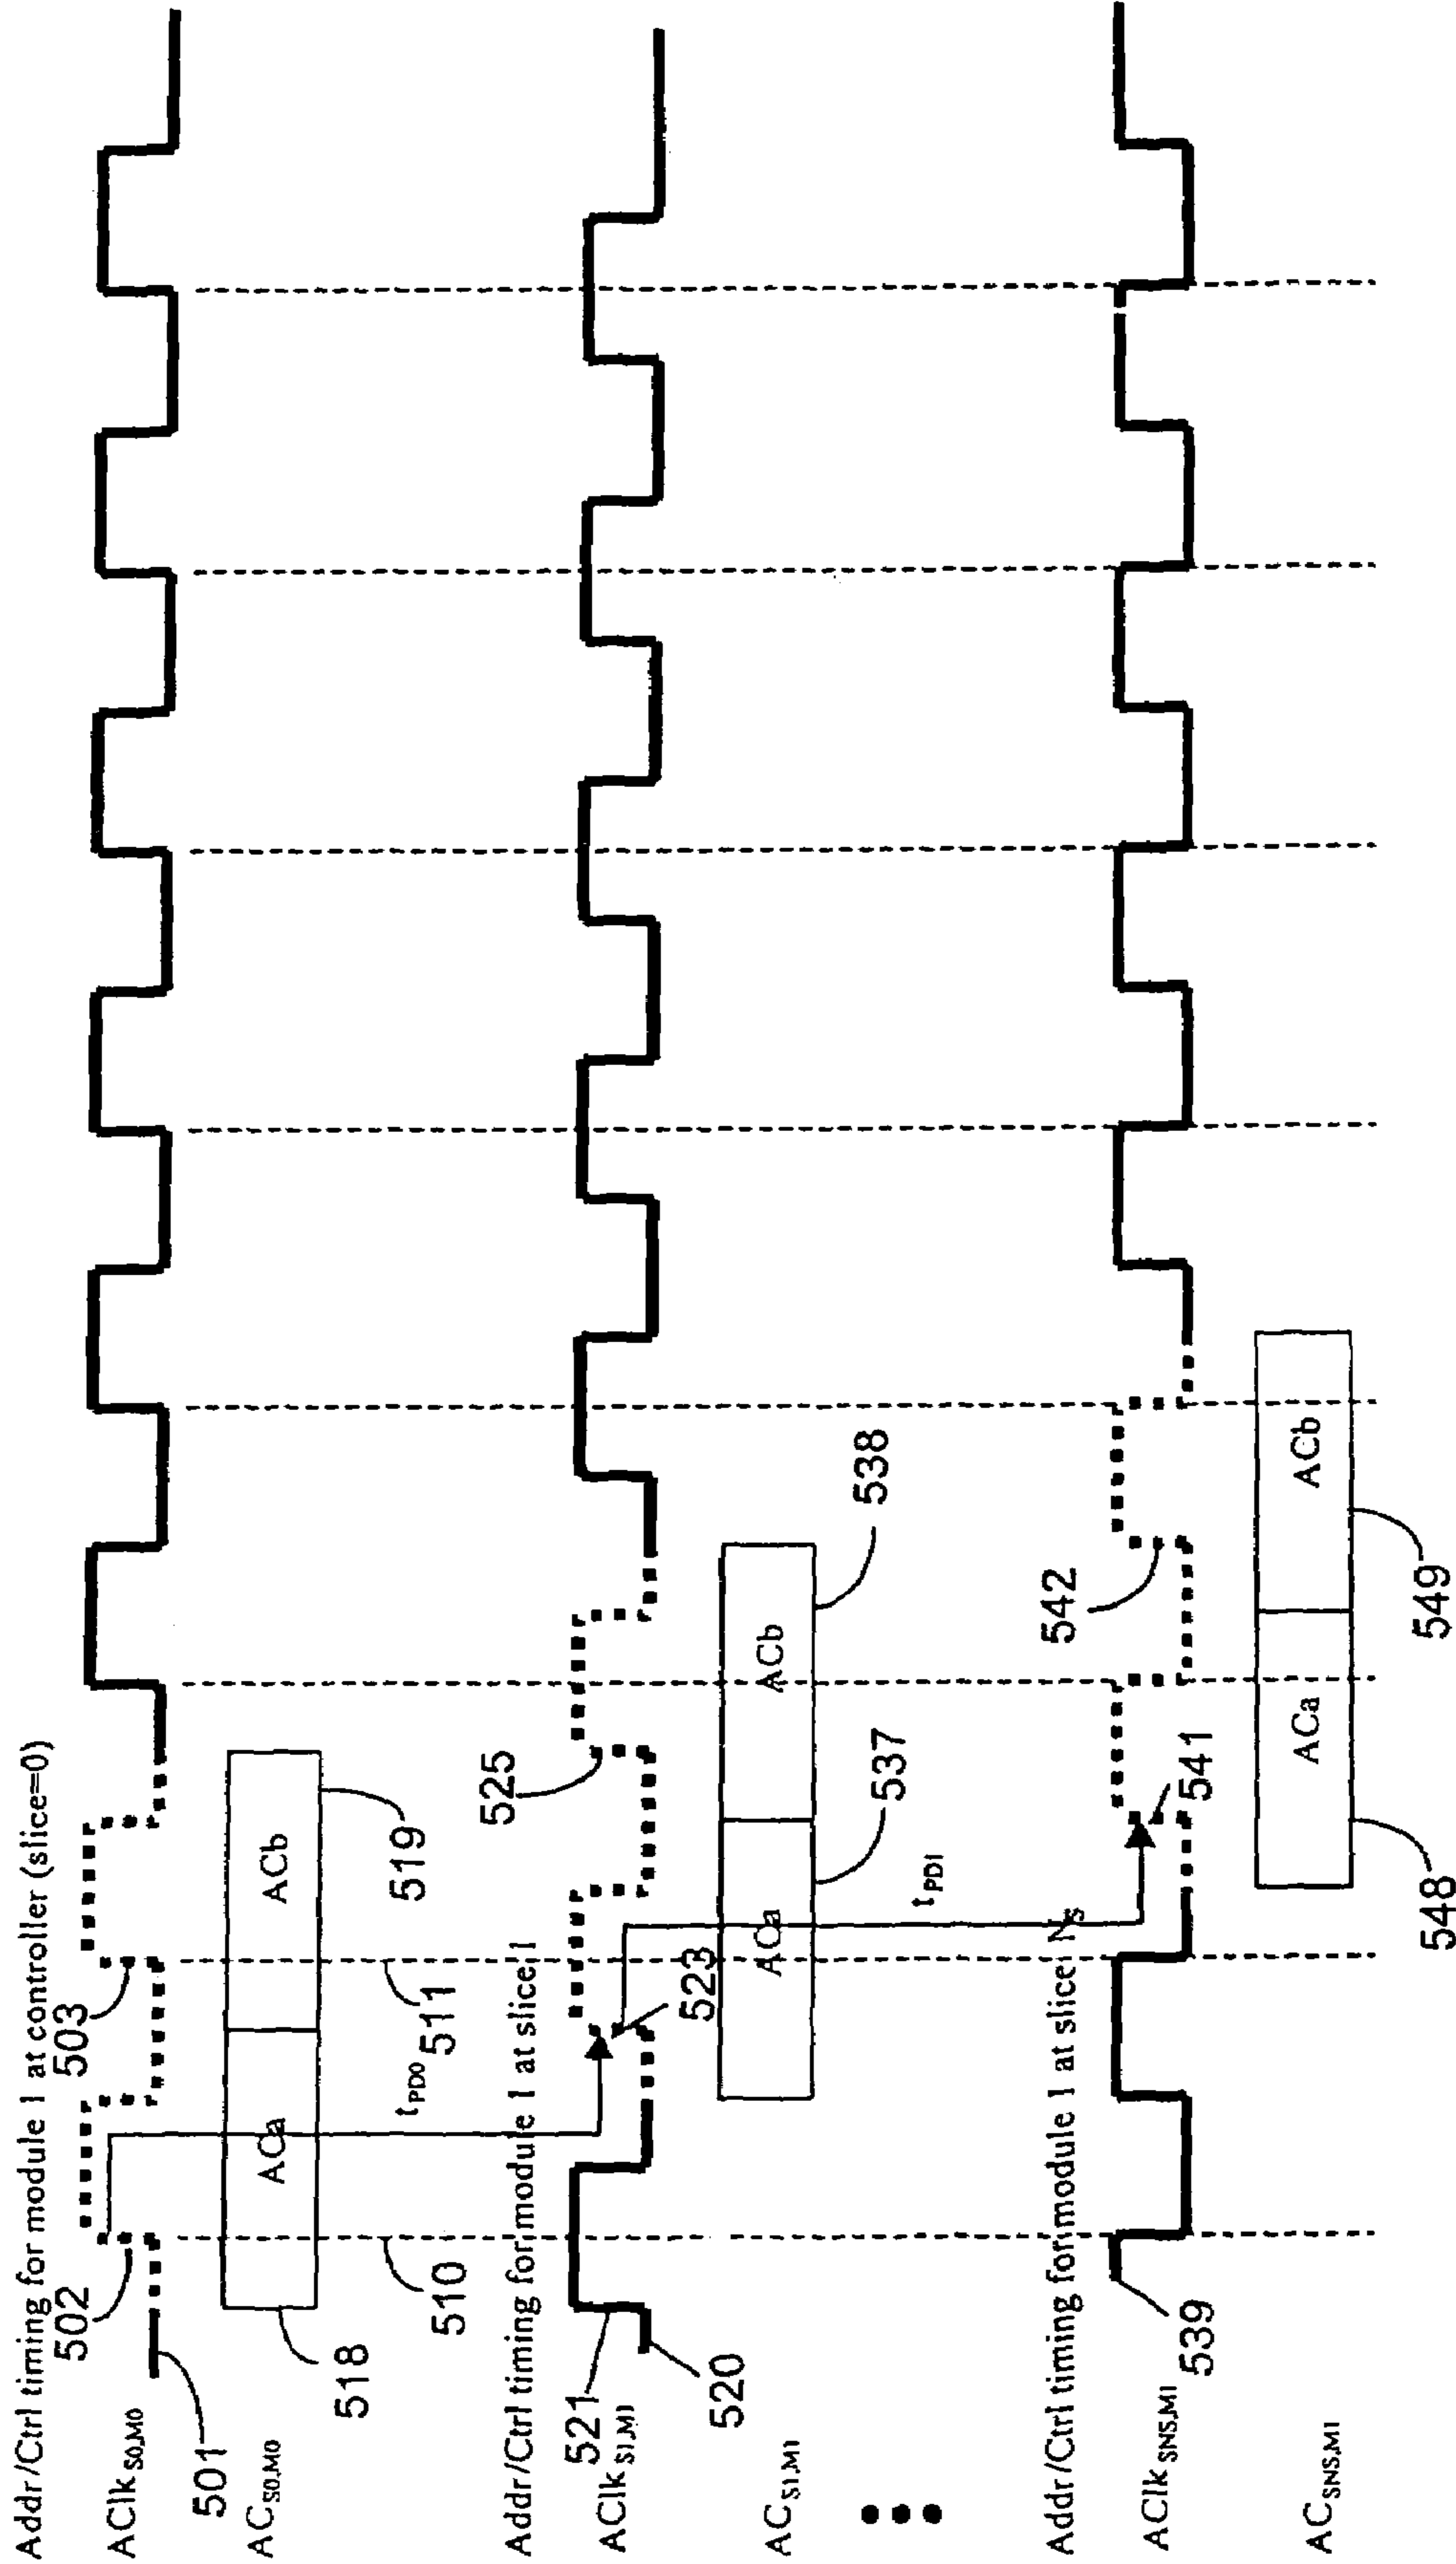 Addr/Ctrl timing for module 1 at controller (slice=0)
502
503
AClk S0,M0
501
AC S0,M0
ACa
ACb
518
519
510
511
tPD0
Addr/Ctrl timing for module 1 at slice 1
521
AClk S1,M1
520
523
525
AC S1,M1
ACa
ACb
537
538
tPD1
Addr/Ctrl timing for module 1 at slice Ns
AClk SNS,M1
539
541
542
AC SNS,M1
ACa
ACb
548
549